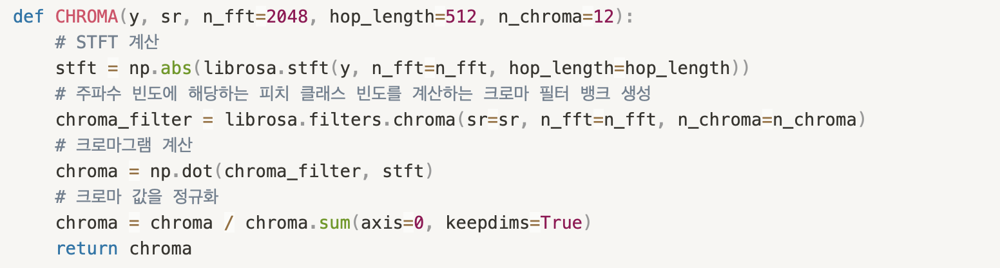 def CHROMA(y, sr, n_fft=2048, hop_length=512, n_chroma=12):
    # STFT 계산
    stft = np.abs(librosa.stft(y, n_fft=n_fft, hop_length=hop_length))
    # 주파수 빈도에 해당하는 피치 클래스 빈도를 계산하는 크로마 필터 뱅크 생성
    chroma_filter = librosa.filters.chroma(sr=sr, n_fft=n_fft, n_chroma=n_chroma)
    # 크로마그램 계산
    chroma = np.dot(chroma_filter, stft)
    # 크로마 값을 정규화
    chroma = chroma / chroma.sum(axis=0, keepdims=True)
    return chroma